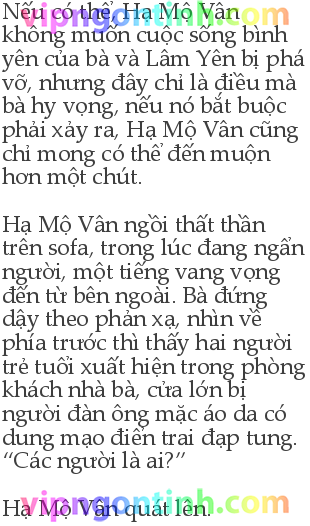 Nếu có thể, Hạ Mộ Vân
không muốn cuộc sống bình
yên của bà và Lâm Yên bị phá
vỡ, nhưng đây chỉ là điều mà
bà hy vọng, nếu nó bắt buộc
phải xảy ra, Hạ Mộ Vân cũng
chỉ mong có thể đến muộn
hơn một chút.

Hạ Mộ Vân ngồi thất thần
trên sofa, trong lúc đang ngẩn
người, một tiếng vang vọng
đến từ bên ngoài. Bà đứng
dậy theo phản xạ, nhìn về
phía trước thì thấy hai người
trẻ tuổi xuất hiện trong phòng
khách nhà bà, cửa lớn bị
người đàn ông mặc áo da có
dung mạo điển trai đạp tung.
“Các người là ai?”

Hạ Mộ Vân quát lên.
vipngontinh.com
vipngontinh.com